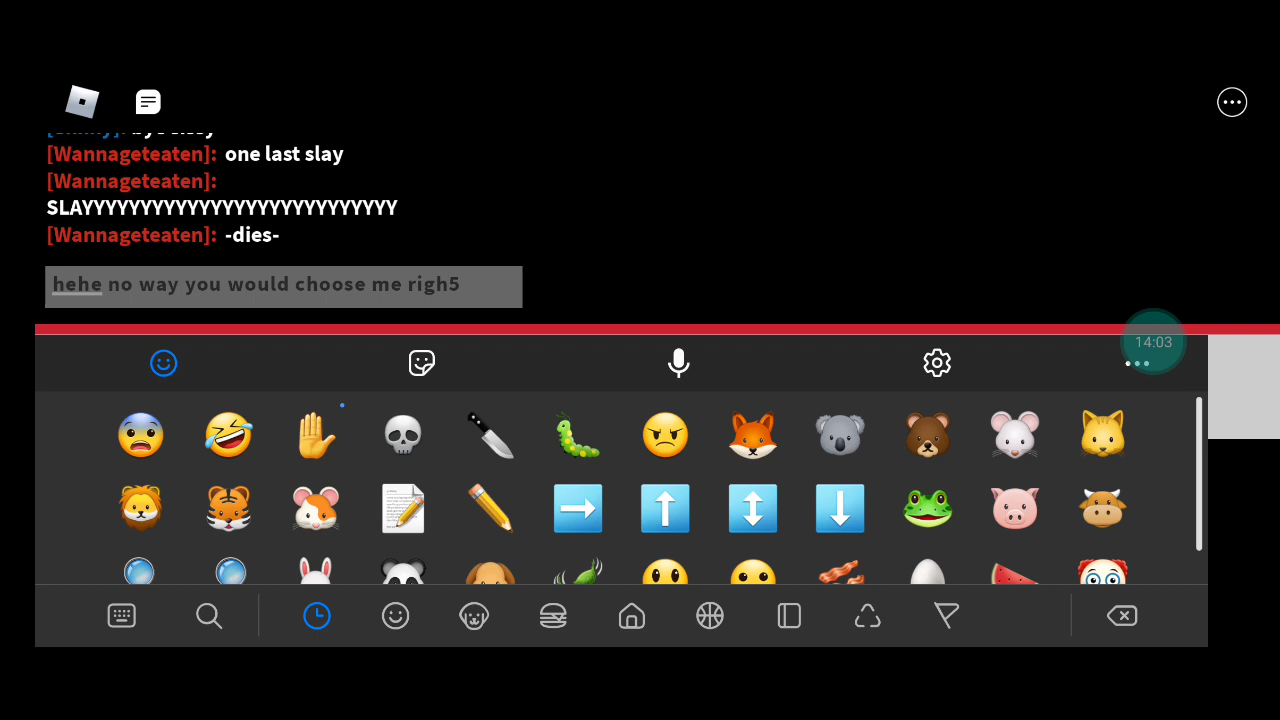 [Wannageteaten]: one last slay
[Wannageteaten]:
SLAYYYYYYYYYYYYYYYYYYYYYYYYYYY
[Wannageteaten]: -dies-
hehe no way you would choose me righ5
14:03